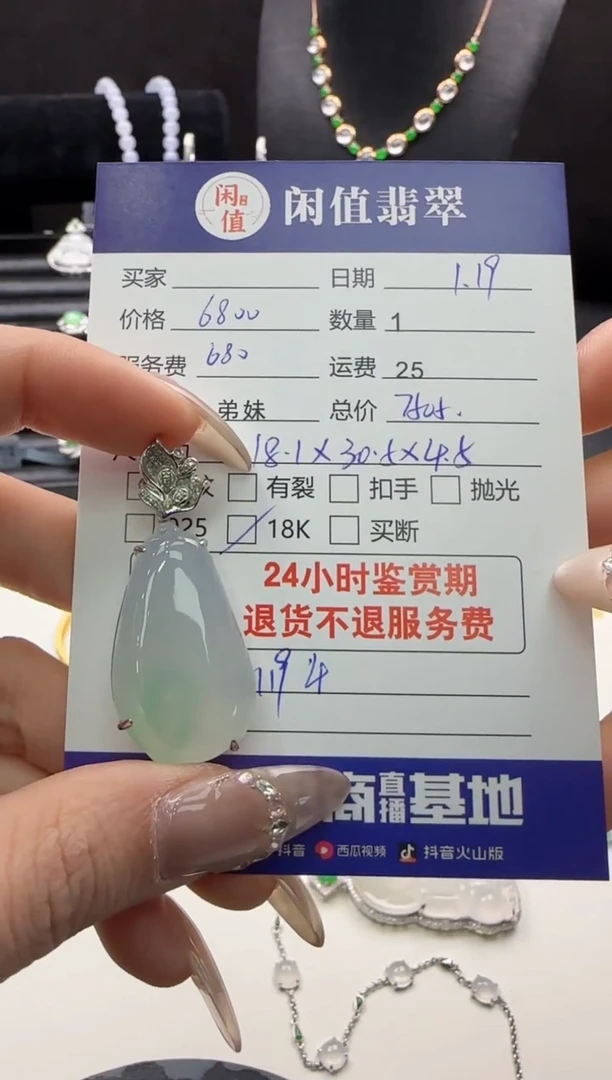 闲值
闲值翡翠
买家 日期 1.19
价格 6800 数量 1
服务费 680 运费 25
弟妹 总价 7505.
18.1×30.5×4.5
有裂 扣手 抛光
925 18K 买断
24小时鉴赏期
退货不退服务费
商直播基地
抖音 西瓜视频 抖音火山版